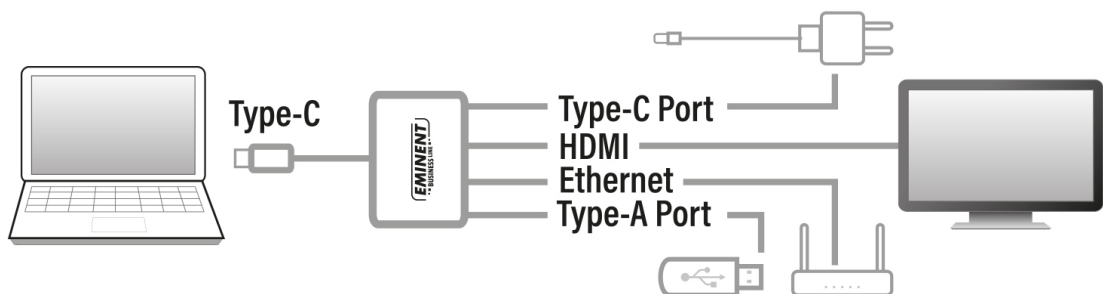 Type-C
EMINENT
BUSINESS LINE
Type-C Port
HDMI
Ethernet
Type-A Port